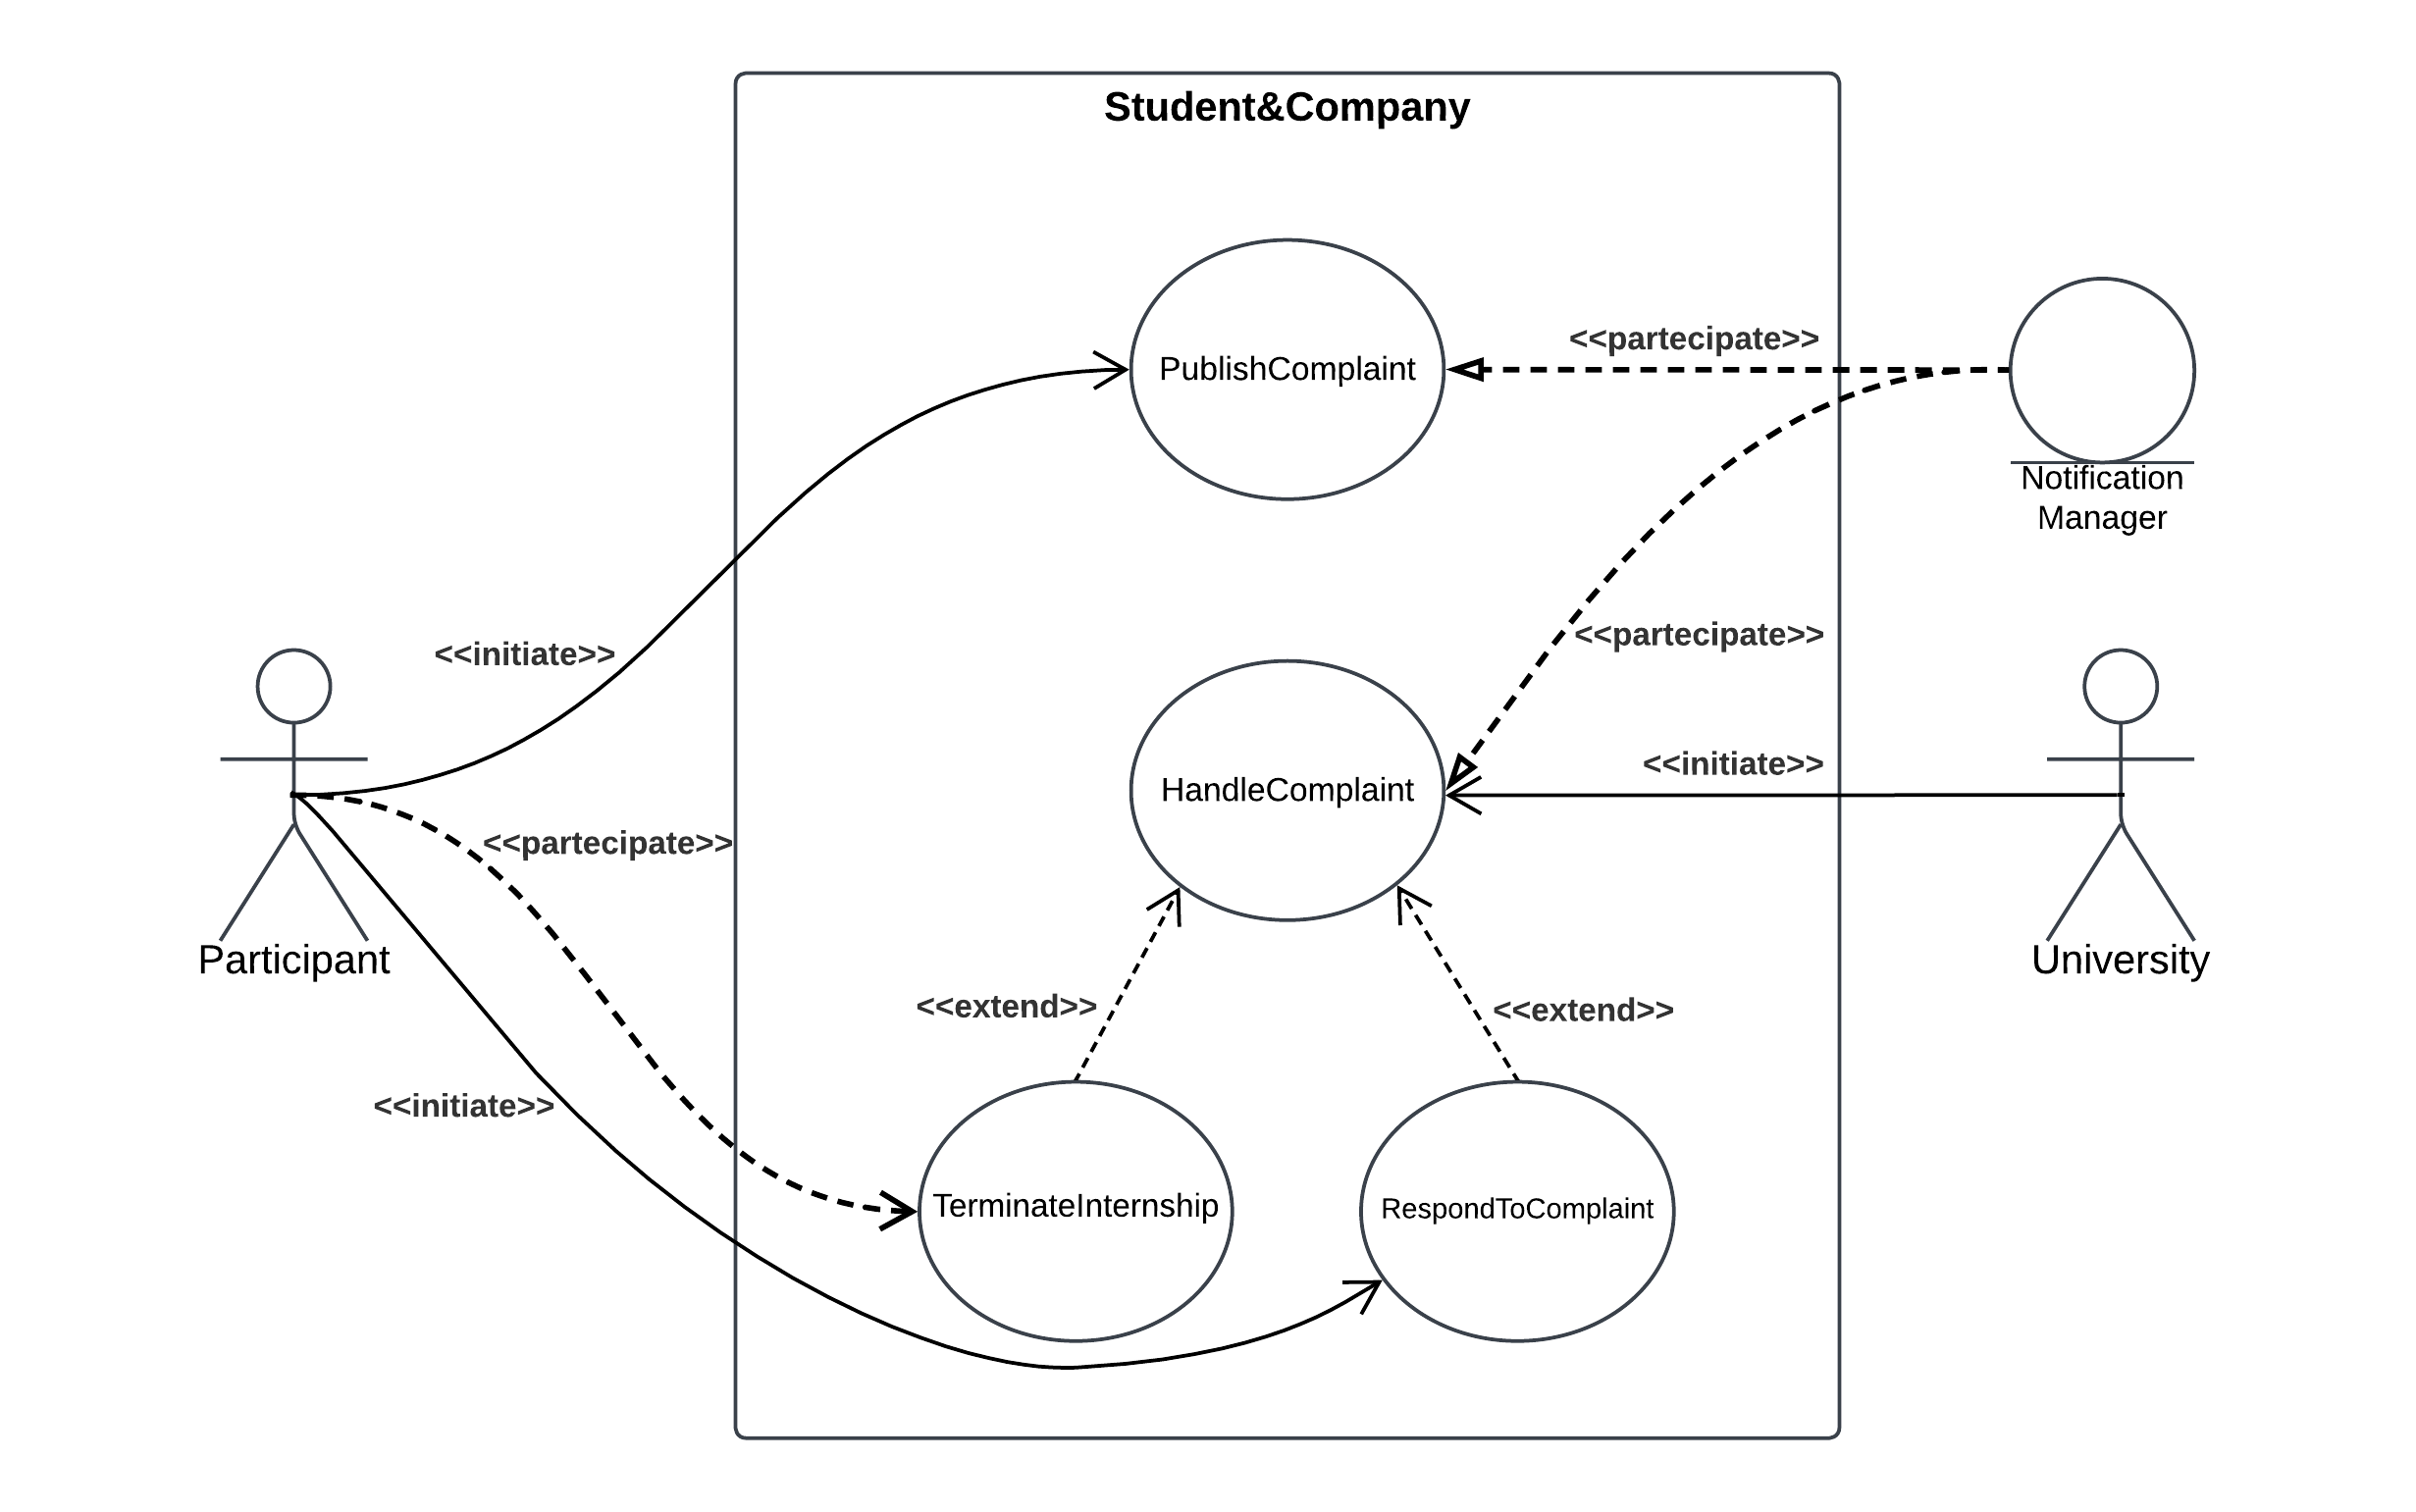 Student&Company
PublishComplaint
<<partecipate>>
Notification
Manager
<<initiate>>
<<partecipate>>
HandleComplaint
<<initiate>>
<<partecipate>>
Participant
University
<<extend>>
<<extend>>
<<initiate>>
TerminateInternship
RespondToComplaint